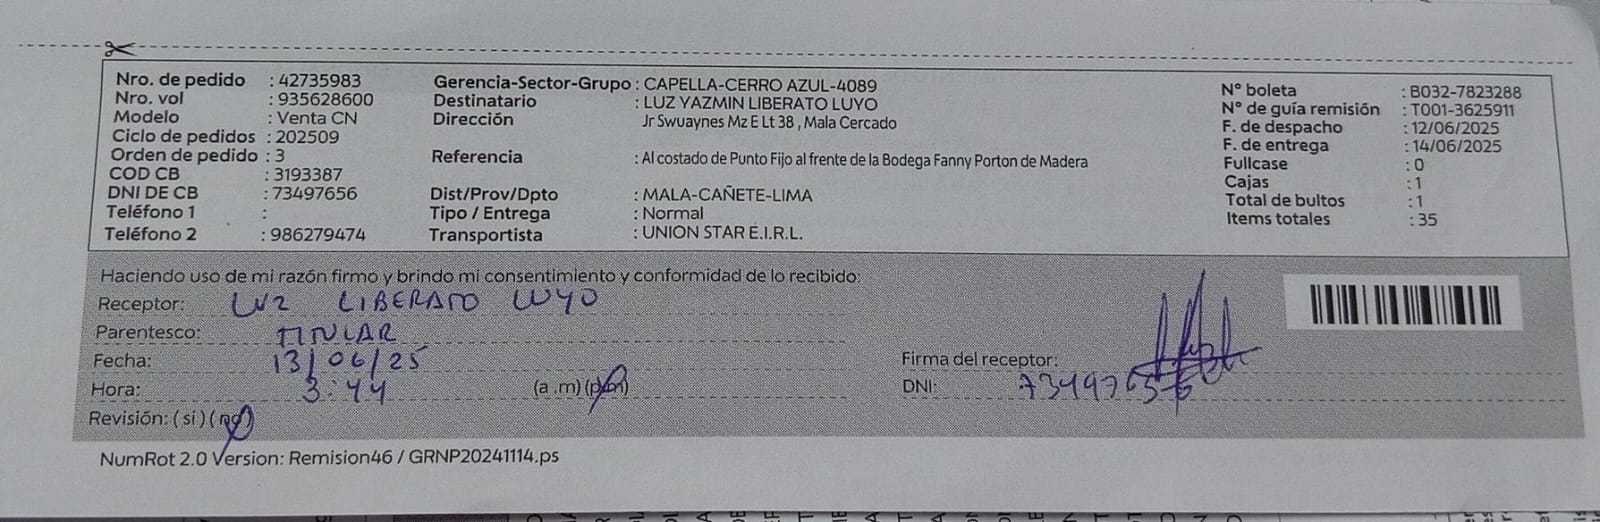 Nro. de pedido : 42735983
Nro. vol : 935628600
Modelo : Venta CN
Ciclo de pedidos : 202509
Orden de pedido : 3
COD CB : 3193387
DNI DE CB : 73497656
Teléfono 1 :
Teléfono 2 : 986279474
Gerencia-Sector-Grupo : CAPELLA-CERRO AZUL-4089
Destinatario : LUZ YAZMIN LIBERATO LUYO
Dirección Jr Swuaynes Mz E Lt 38 , Mala Cercado
Referencia : Al costado de Punto Fijo al frente de la Bodega Fanny Porton de Madera
Dist/Prov/Dpto : MALA-CAÑETE-LIMA
Tipo / Entrega : Normal
Transportista : UNION STAR E.I.R.L.
N° boleta : B032-7823288
N° de guía remisión : T001-3625911
F. de despacho : 12/06/2025
F. de entrega : 14/06/2025
Fullcase : 0
Cajas : 1
Total de bultos : 1
Items totales : 35
Haciendo uso de mi razón firmo y brindo mi consentimiento y conformidad de lo recibido:
Receptor: LUZ LIBERATO LUYO
Parentesco: TITULAR
Fecha: 13/06/25
Hora: 3:44 (a .m) (p.m)
Revisión: ( si ) ( no )
Firma del receptor:
DNI: 73497656
NumRot 2.0 Version: Remision46 / GRNP20241114.ps